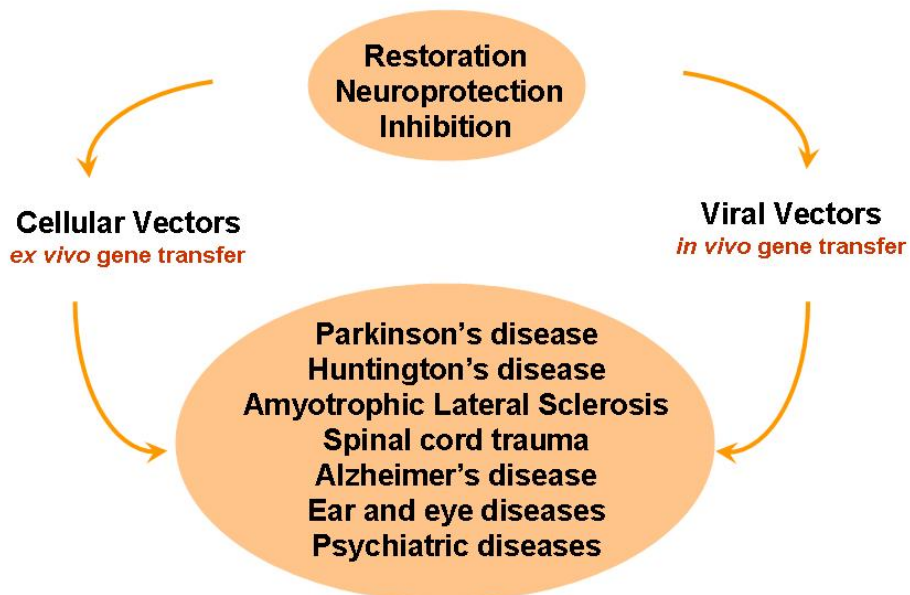 Restoration
Neuroprotection
Inhibition
Cellular Vectors
ex vivo gene transfer
Viral Vectors
in vivo gene transfer
Parkinson's disease
Huntington's disease
Amyotrophic Lateral Sclerosis
Spinal cord trauma
Alzheimer's disease
Ear and eye diseases
Psychiatric diseases